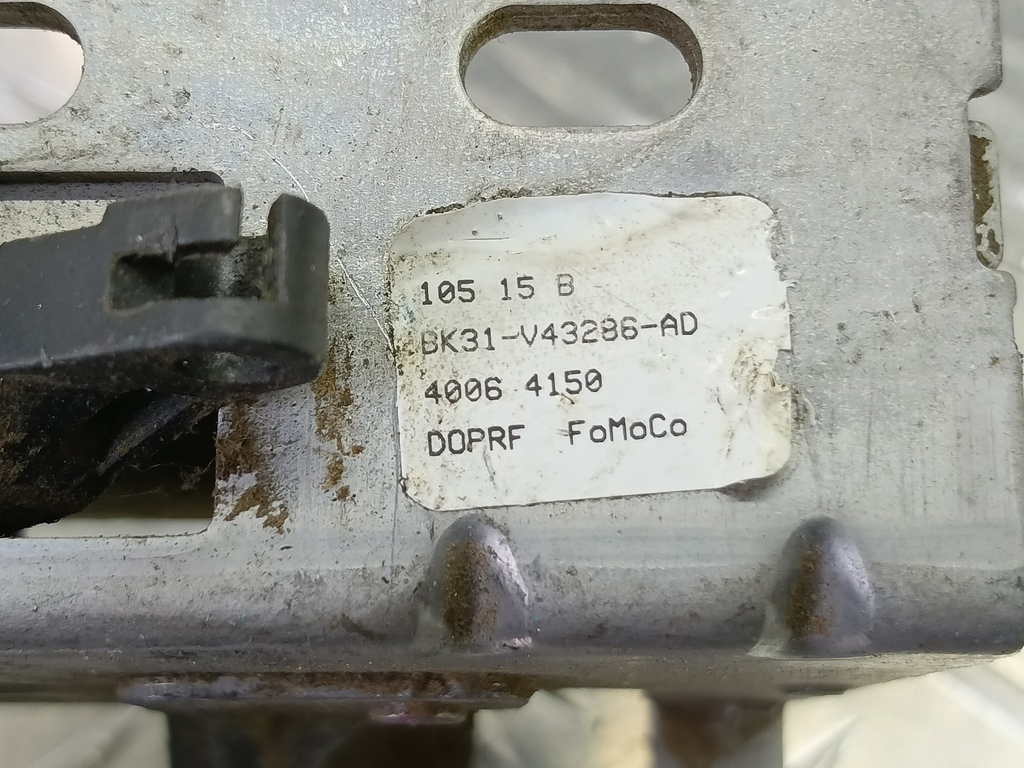 105 15 B
BK31-V43286-AD
4006 4150
DOPRF FoMoCo